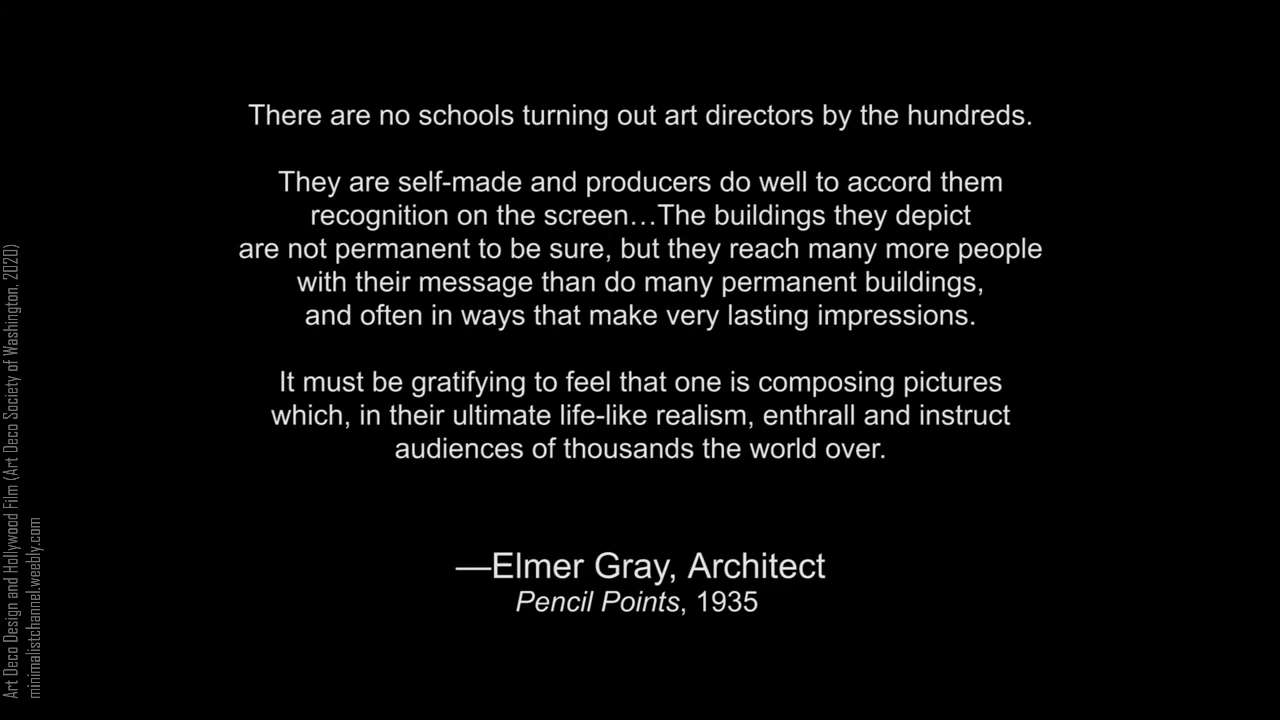 There are no schools turning out art directors by the hundreds.
They are self-made and producers do well to accord them
recognition on the screen…The buildings they depict
are not permanent to be sure, but they reach many more people
with their message than do many permanent buildings,
and often in ways that make very lasting impressions.
It must be gratifying to feel that one is composing pictures
which, in their ultimate life-like realism, enthrall and instruct
audiences of thousands the world over.
—Elmer Gray, Architect
Pencil Points, 1935
Art Deco Design and Hollywood Film (Art Deco Society of Washington, 2020)
minimalistchannel.weebly.com